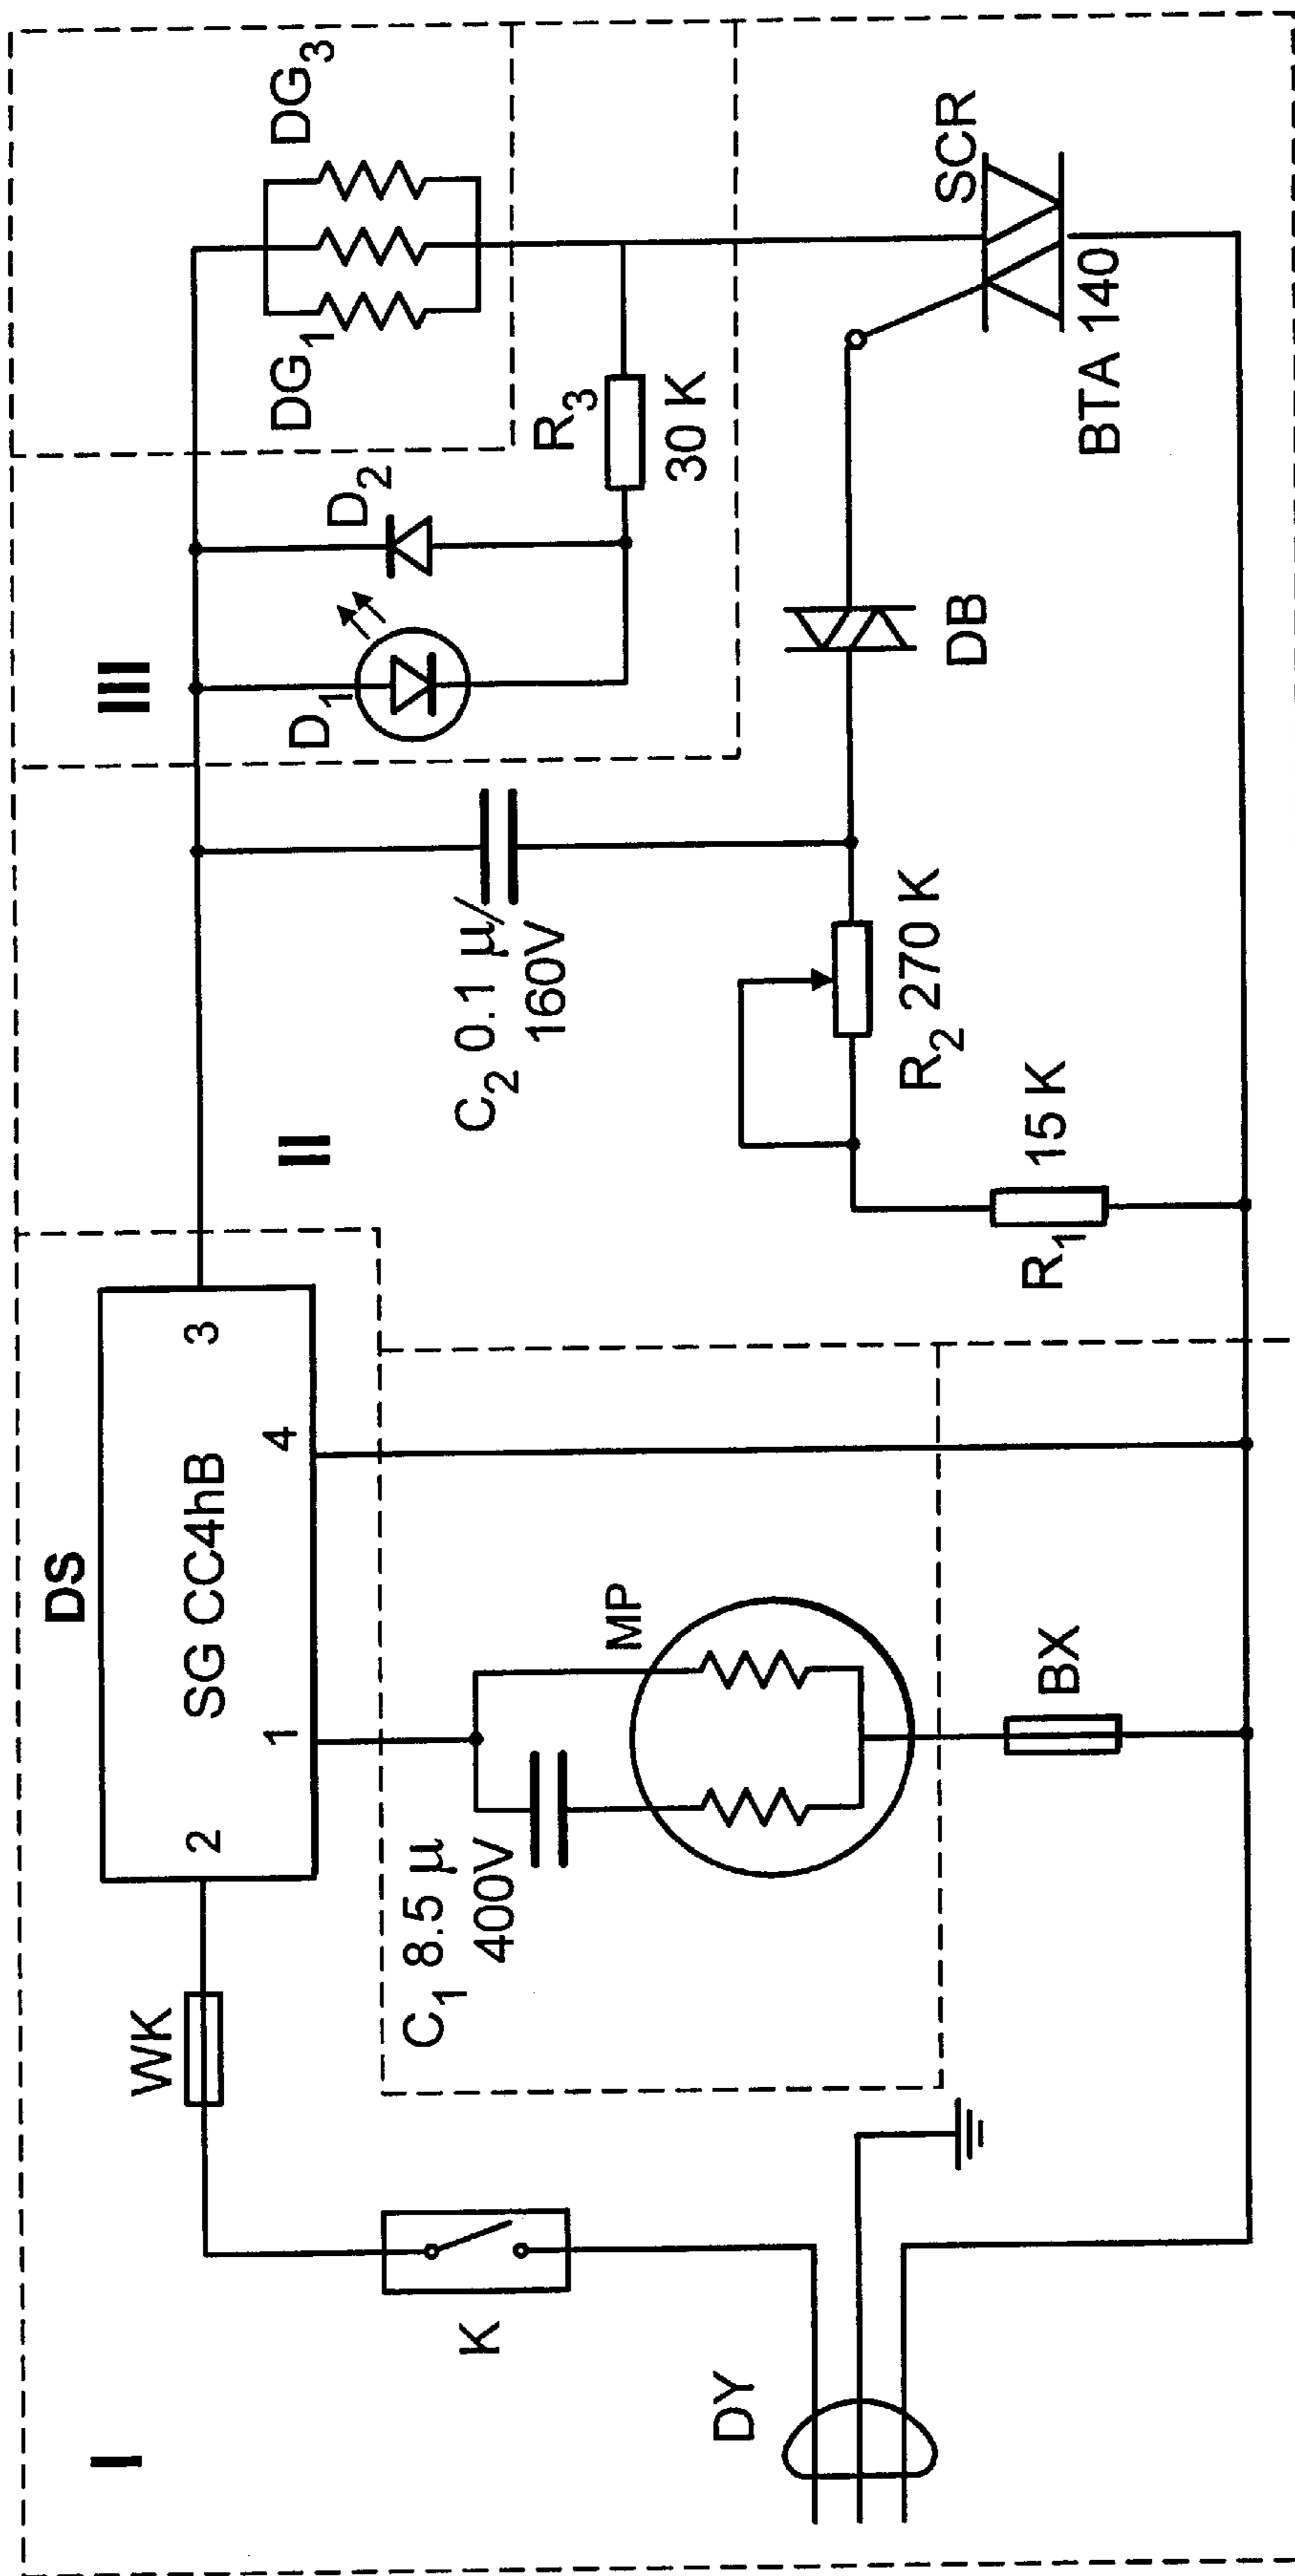 I
DS
SG CC4hB
2
1
3
4
WK
K
DY
C1 8.5 μ
400V
MP
BX
II
C2 0.1 μ/
160V
R2 270 K
R1
15 K
III
D1
D2
R3
30 K
DG1
DG3
DB
SCR
BTA 140